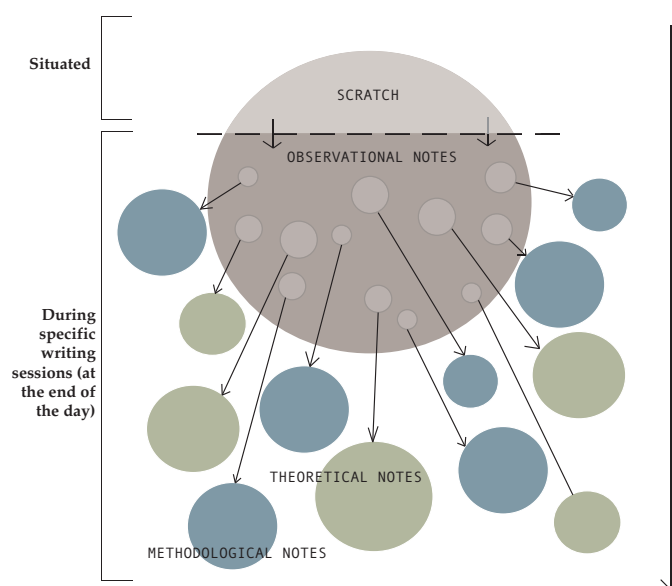 Situated
SCRATCH
OBSERVATIONAL NOTES
During
specific
writing
sessions (at
the end of
the day)
THEORETICAL NOTES
METHODOLOGICAL NOTES